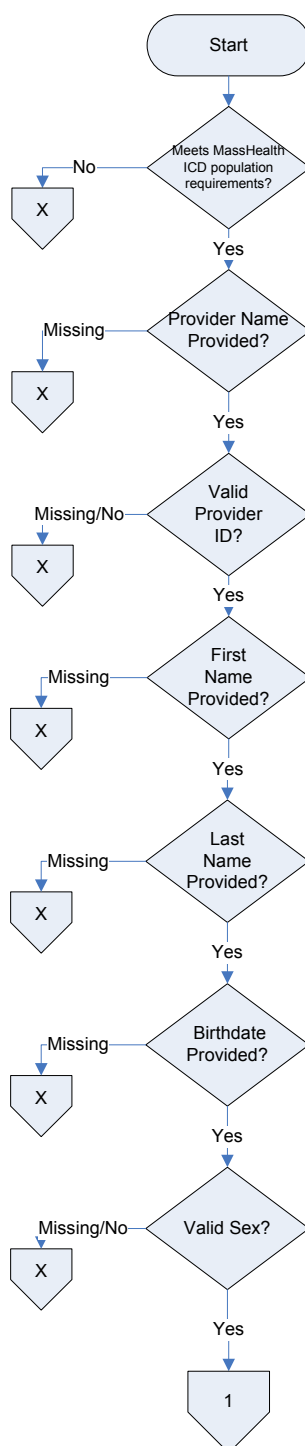 Start
Meets MassHealth
ICD population
requirements?
No
X
Yes
Provider Name
Provided?
Missing
X
Yes
Valid
Provider
ID?
Missing/No
X
Yes
First
Name
Provided?
Missing
X
Yes
Last
Name
Provided?
Missing
X
Yes
Birthdate
Provided?
Missing
X
Yes
Valid Sex?
Missing/No
X
Yes
1